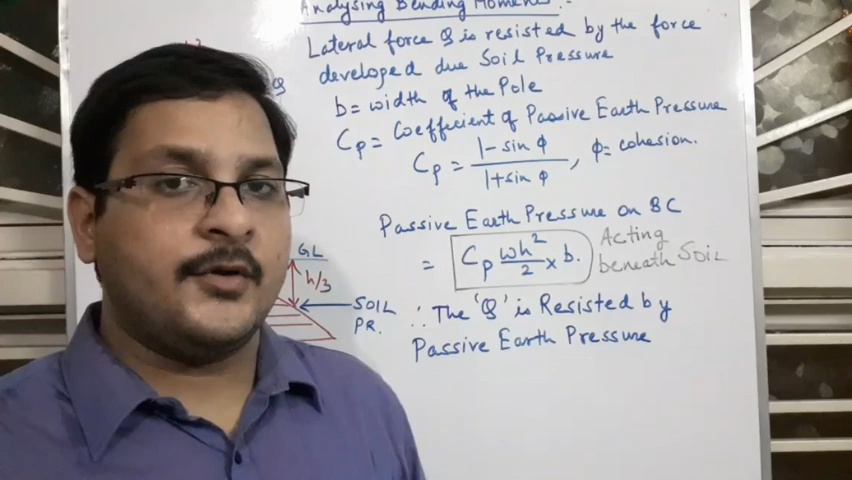 Analysing Bending Moment :-
Lateral force Q is resisted by the force
developed due Soil Pressure
b = width of the Pole
Cp = Coefficient of Passive Earth Pressure
Cp = 1 - sin φ / 1 + sin φ , φ = cohesion.
Passive Earth Pressure on BC
= Cp wh²/2 × b. Acting beneath Soil
∴ The 'Q' is Resisted by
Passive Earth Pressure
Q
GL
h/3
SOIL
PR.